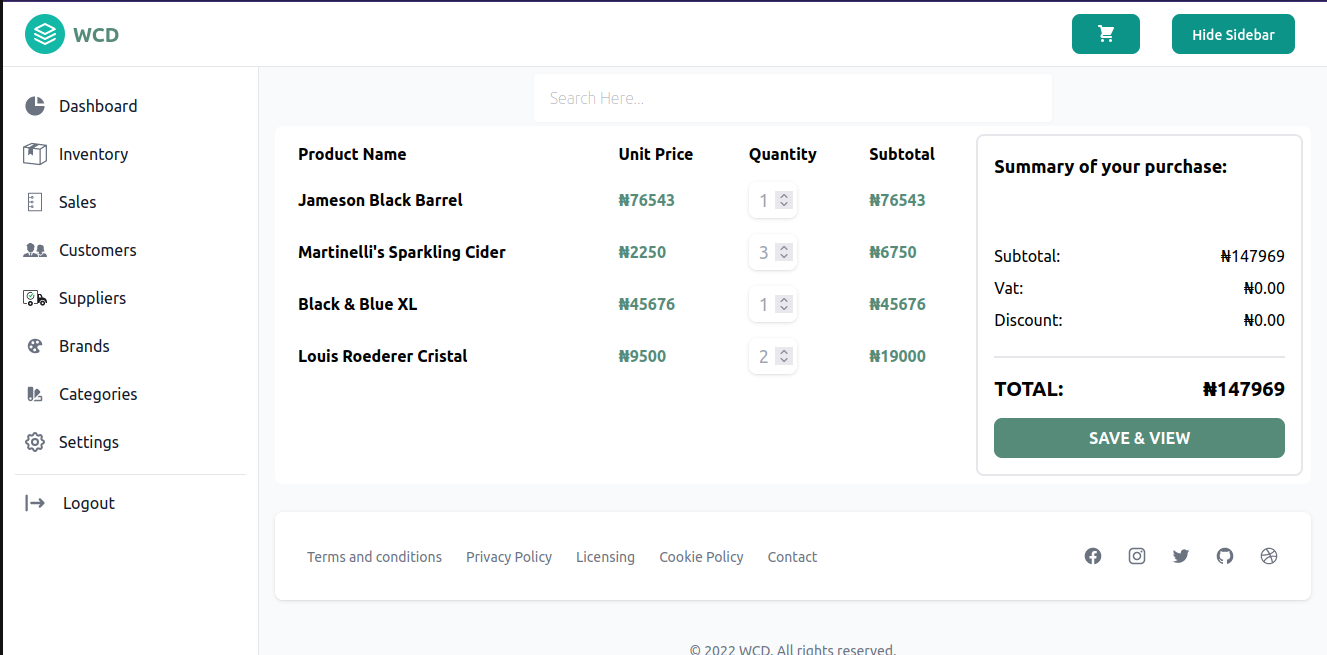 WCD
Hide Sidebar
Dashboard
Inventory
Sales
Customers
Suppliers
Brands
Categories
Settings
Logout
Search Here...
Product Name Unit Price Quantity Subtotal
Jameson Black Barrel ₦76543 1 ₦76543
Martinelli's Sparkling Cider ₦2250 3 ₦6750
Black & Blue XL ₦45676 1 ₦45676
Louis Roederer Cristal ₦9500 2 ₦19000
Summary of your purchase:
Subtotal: ₦147969
Vat: ₦0.00
Discount: ₦0.00
TOTAL: ₦147969
SAVE & VIEW
Terms and conditions Privacy Policy Licensing Cookie Policy Contact
© 2022 WCD. All rights reserved.